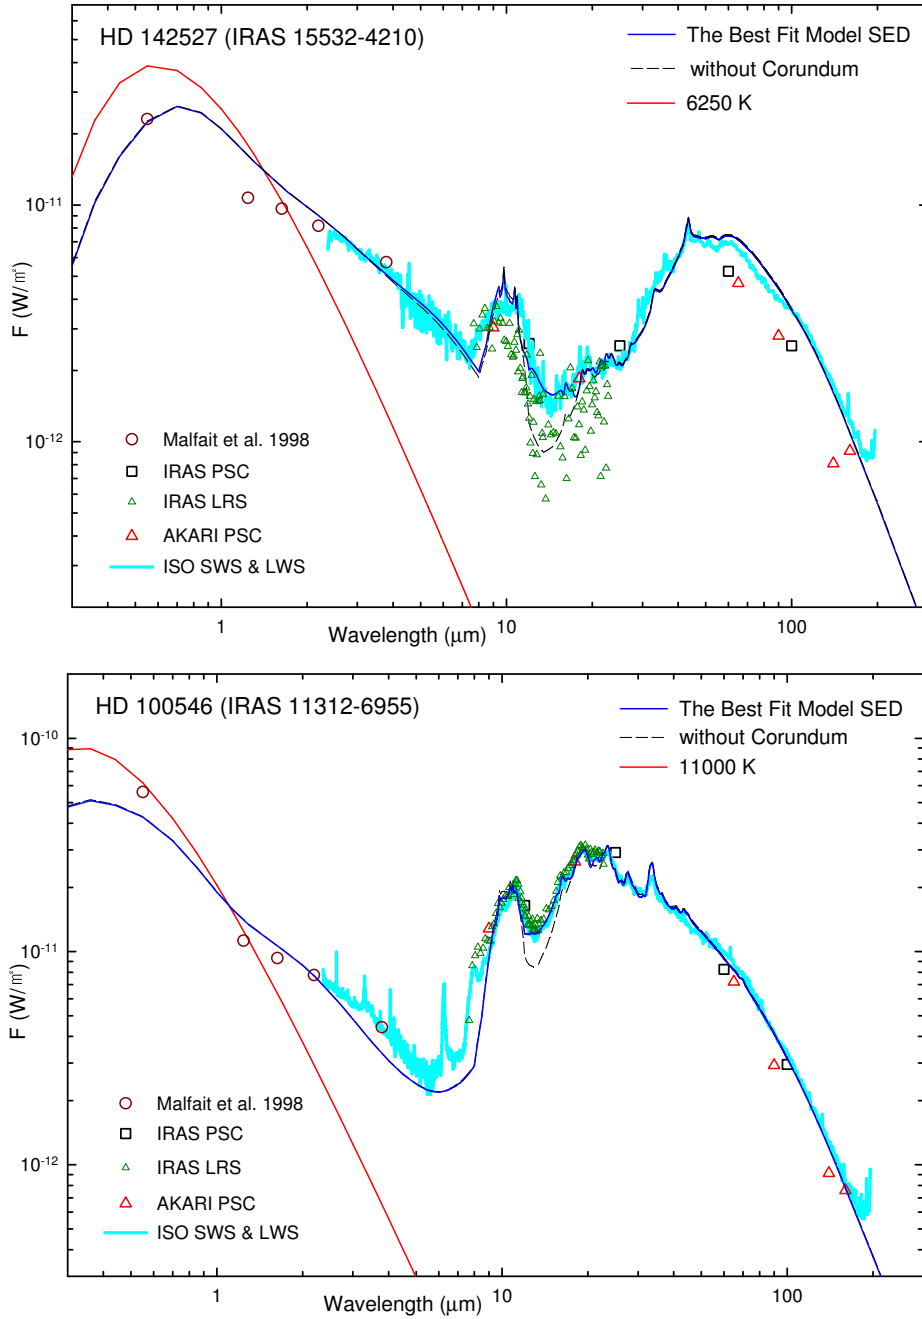 HD 142527 (IRAS 15532-4210)
The Best Fit Model SED
without Corundum
6250 K
10⁻¹¹
10⁻¹²
F (W/㎡)
Malfait et al. 1998
IRAS PSC
IRAS LRS
AKARI PSC
ISO SWS & LWS
1 10 100
Wavelength (μm)
HD 100546 (IRAS 11312-6955)
The Best Fit Model SED
without Corundum
11000 K
10⁻¹⁰
10⁻¹¹
10⁻¹²
F (W/㎡)
Malfait et al. 1998
IRAS PSC
IRAS LRS
AKARI PSC
ISO SWS & LWS
1 10 100
Wavelength (μm)